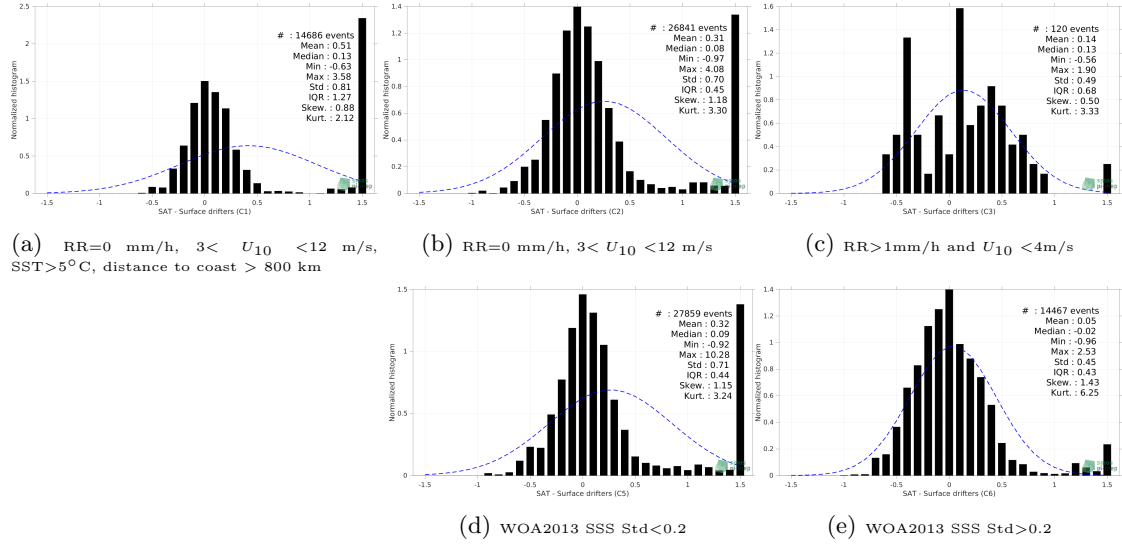 2.5
2
1.5
1
0.5
0
Normalized histogram
# : 14686 events
Mean : 0.51
Median : 0.13
Min : -0.63
Max : 3.58
Std : 0.81
IQR : 1.27
Skew. : 0.88
Kurt. : 2.12
-1.5 -1 -0.5 0 0.5 1 1.5
SAT - Surface drifters (C1)
(a) RR=0 mm/h, 3< U10 <12 m/s,
SST>5°C, distance to coast > 800 km
1.4
1.2
1
0.8
0.6
0.4
0.2
0
Normalized histogram
# : 26841 events
Mean : 0.31
Median : 0.08
Min : -0.97
Max : 4.08
Std : 0.70
IQR : 0.45
Skew. : 1.18
Kurt. : 3.30
-1.5 -1 -0.5 0 0.5 1 1.5
SAT - Surface drifters (C2)
(b) RR=0 mm/h, 3< U10 <12 m/s
1.6
1.4
1.2
1
0.8
0.6
0.4
0.2
0
Normalized histogram
# : 120 events
Mean : 0.14
Median : 0.13
Min : -0.56
Max : 1.90
Std : 0.49
IQR : 0.68
Skew. : 0.50
Kurt. : 3.33
-1.5 -1 -0.5 0 0.5 1 1.5
SAT - Surface drifters (C3)
(c) RR>1mm/h and U10 <4m/s
1.5
1
0.5
0
Normalized histogram
# : 27859 events
Mean : 0.32
Median : 0.09
Min : -0.92
Max : 10.28
Std : 0.71
IQR : 0.44
Skew. : 1.15
Kurt. : 3.24
-1.5 -1 -0.5 0 0.5 1 1.5
SAT - Surface drifters (C5)
(d) WOA2013 SSS Std<0.2
1.4
1.2
1
0.8
0.6
0.4
0.2
0
Normalized histogram
# : 14467 events
Mean : 0.05
Median : -0.02
Min : -0.96
Max : 2.53
Std : 0.45
IQR : 0.43
Skew. : 1.43
Kurt. : 6.25
-1.5 -1 -0.5 0 0.5 1 1.5
SAT - Surface drifters (C6)
(e) WOA2013 SSS Std>0.2